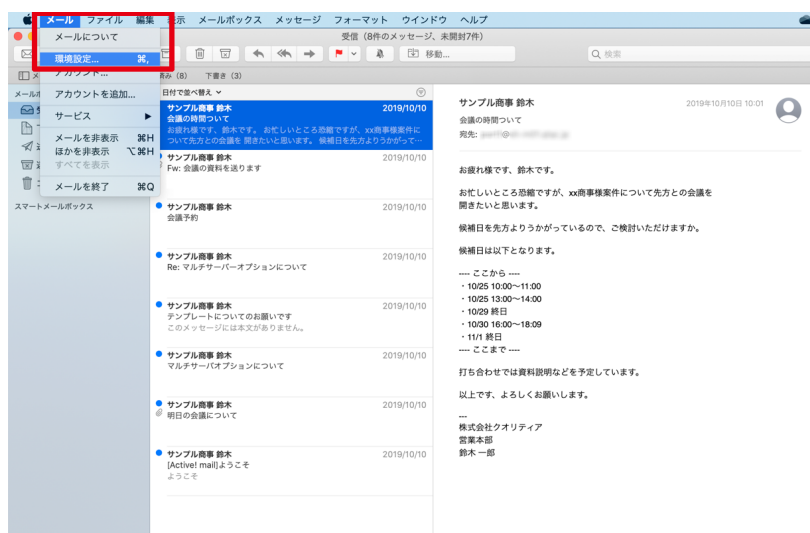 メール ファイル 編集 表示 メールボックス メッセージ フォーマット ウインドウ ヘルプ
メールについて
環境設定... ⌘,
アカウント...
アカウントを追加...
サービス ▶
メールを非表示 ⌘H
ほかを非表示 ⌥⌘H
すべてを表示
メールを終了 ⌘Q
受信 (8件のメッセージ、未開封7件)
移動...
検索
済み (8) 下書き (3)
スマートメールボックス
日付で並べ替え
サンプル商事 鈴木 2019/10/10
会議の時間ついて
お疲れ様です、鈴木です。 お忙しいところ恐縮ですが、xx商事様案件に
ついて先方との会議を 開きたいと思います。 候補日を先方よりうかがって…
サンプル商事 鈴木 2019/10/10
Fw: 会議の資料を送ります
サンプル商事 鈴木 2019/10/10
会議予約
サンプル商事 鈴木 2019/10/10
Re: マルチサーバーオプションについて
サンプル商事 鈴木 2019/10/10
テンプレートについてのお願いです
このメッセージには本文がありません。
サンプル商事 鈴木 2019/10/10
マルチサーバオプションについて
サンプル商事 鈴木 2019/10/10
明日の会議について
サンプル商事 鈴木 2019/10/10
[Active! mail]ようこそ
ようこそ
サンプル商事 鈴木 2019年10月10日 10:01
会議の時間ついて
宛先:
お疲れ様です、鈴木です。
お忙しいところ恐縮ですが、xx商事様案件について先方との会議を
開きたいと思います。
候補日を先方よりうかがっているので、ご検討いただけますか。
候補日は以下となります。
---- ここから ----
・10/25 10:00〜11:00
・10/25 13:00〜14:00
・10/29 終日
・10/30 16:00〜18:09
・11/1 終日
---- ここまで ----
打ち合わせでは資料説明などを予定しています。
以上です、よろしくお願いします。
---
株式会社クオリティア
営業本部
鈴木 一郎